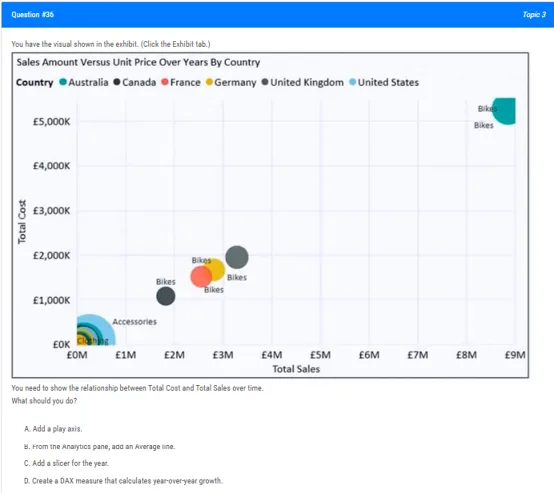 Question #36
Topic 3
You have the visual shown in the exhibit. (Click the Exhibit tab.)
Sales Amount Versus Unit Price Over Years By Country
Country Australia Canada France Germany United Kingdom United States
£5,000K
Bikes
Bikes
£4,000K
£3,000K
Total Cost
£2,000K
Bikes
Bikes
Bikes
Bikes
£1,000K
Accessories
Clothing
£0K
£0M £1M £2M £3M £4M £5M £6M £7M £8M £9M
Total Sales
You need to show the relationship between Total Cost and Total Sales over time.
What should you do?
A. Add a play axis.
B. From the Analytics pane, add an Average line.
C. Add a slicer for the year.
D. Create a DAX measure that calculates year-over-year growth.